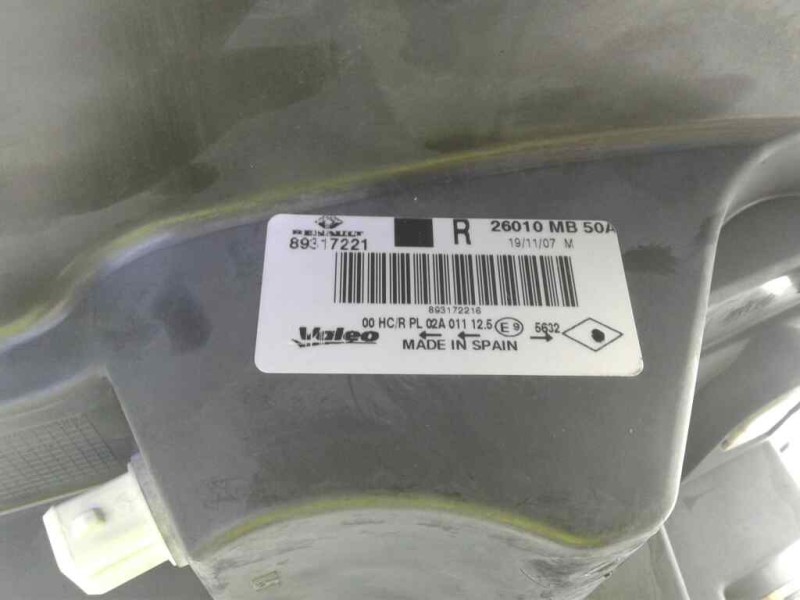 RENAULT
89317221
R
26010 MB 50A
19/11/07 M
893172216
00 HC/R PL 02A 011 12.5 E9 5632
Valeo
MADE IN SPAIN